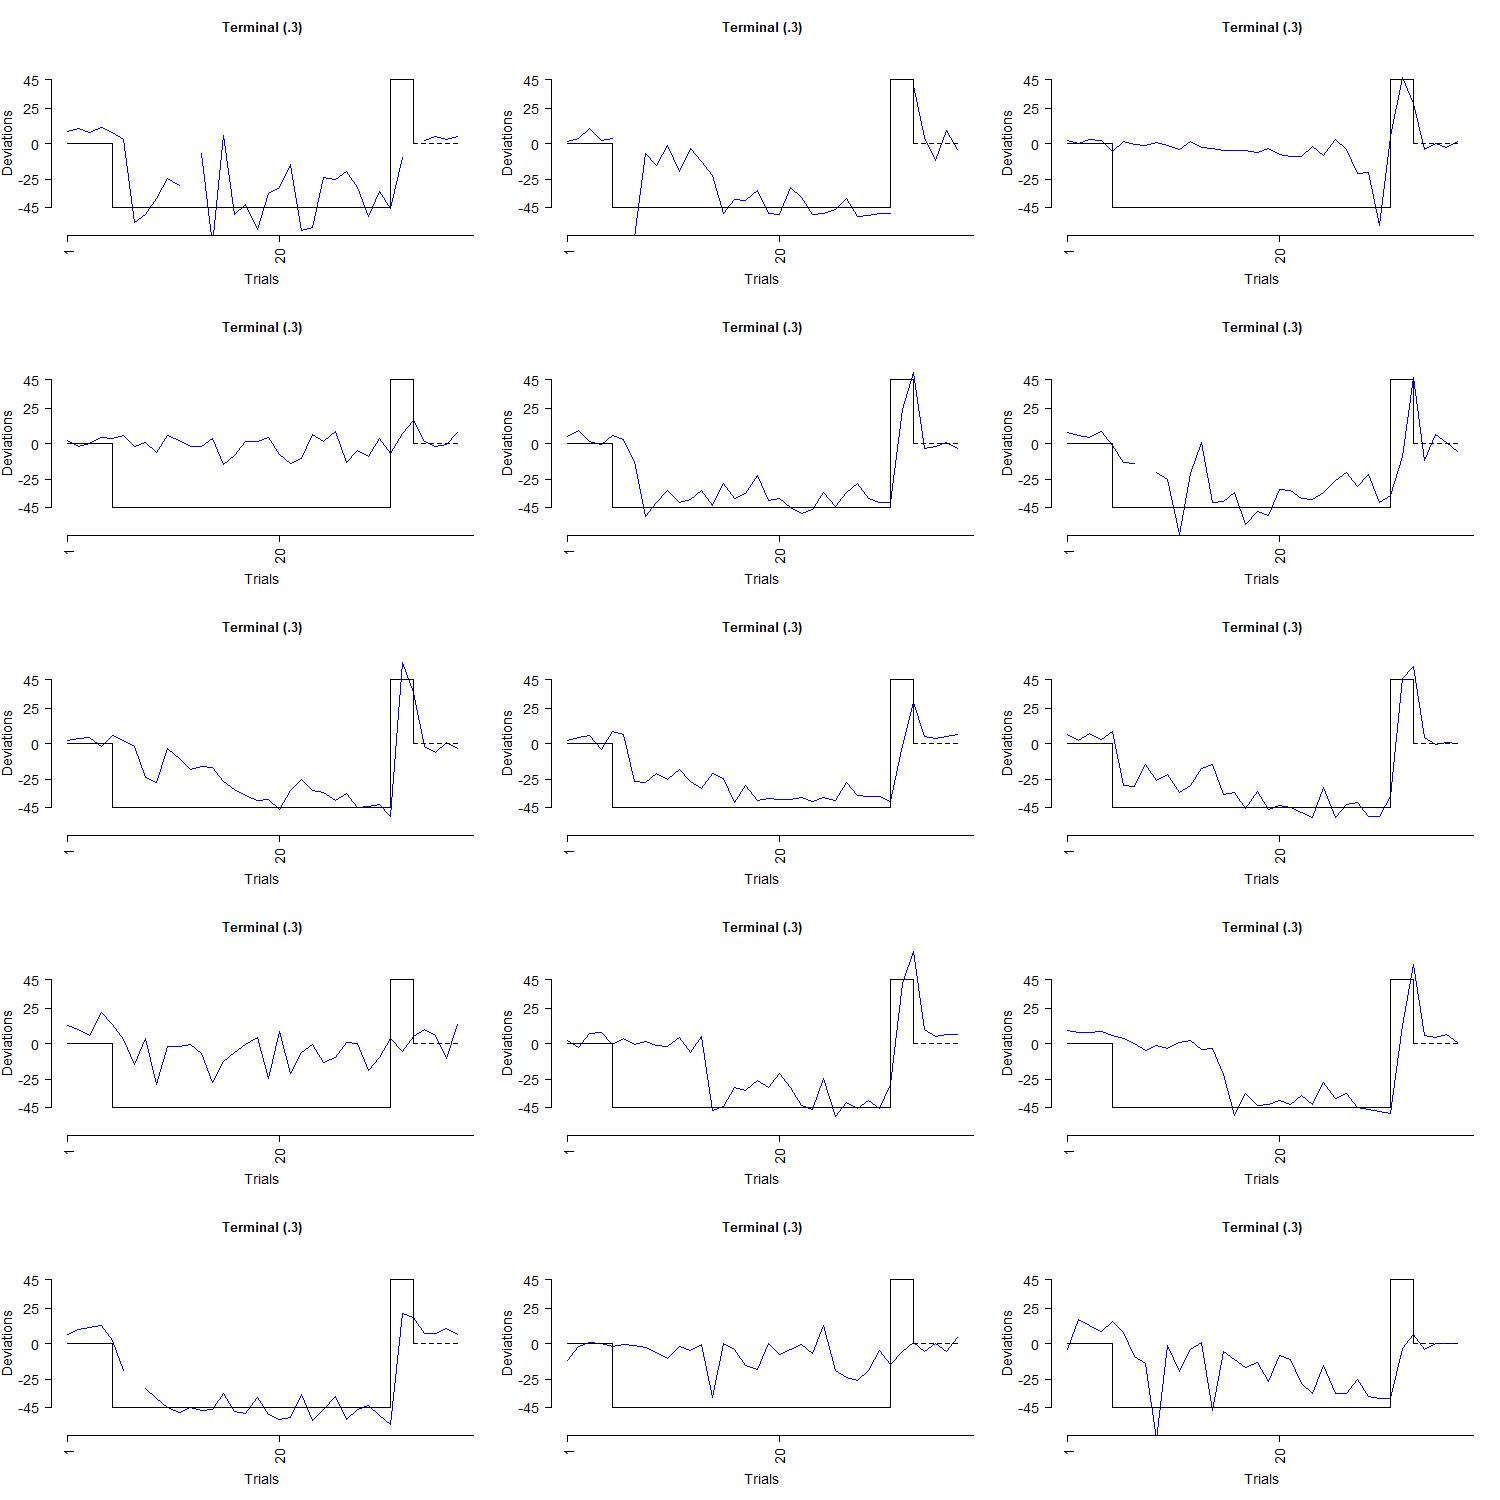 Terminal (.3) Terminal (.3) Terminal (.3)
45 45 45
25 25 25
0 0 0
-25 -25 -25
-45 -45 -45
Deviations Deviations Deviations
1 20 1 20 1 20
Trials Trials Trials
Terminal (.3) Terminal (.3) Terminal (.3)
45 45 45
25 25 25
0 0 0
-25 -25 -25
-45 -45 -45
Deviations Deviations Deviations
1 20 1 20 1 20
Trials Trials Trials
Terminal (.3) Terminal (.3) Terminal (.3)
45 45 45
25 25 25
0 0 0
-25 -25 -25
-45 -45 -45
Deviations Deviations Deviations
1 20 1 20 1 20
Trials Trials Trials
Terminal (.3) Terminal (.3) Terminal (.3)
45 45 45
25 25 25
0 0 0
-25 -25 -25
-45 -45 -45
Deviations Deviations Deviations
1 20 1 20 1 20
Trials Trials Trials
Terminal (.3) Terminal (.3) Terminal (.3)
45 45 45
25 25 25
0 0 0
-25 -25 -25
-45 -45 -45
Deviations Deviations Deviations
1 20 1 20 1 20
Trials Trials Trials